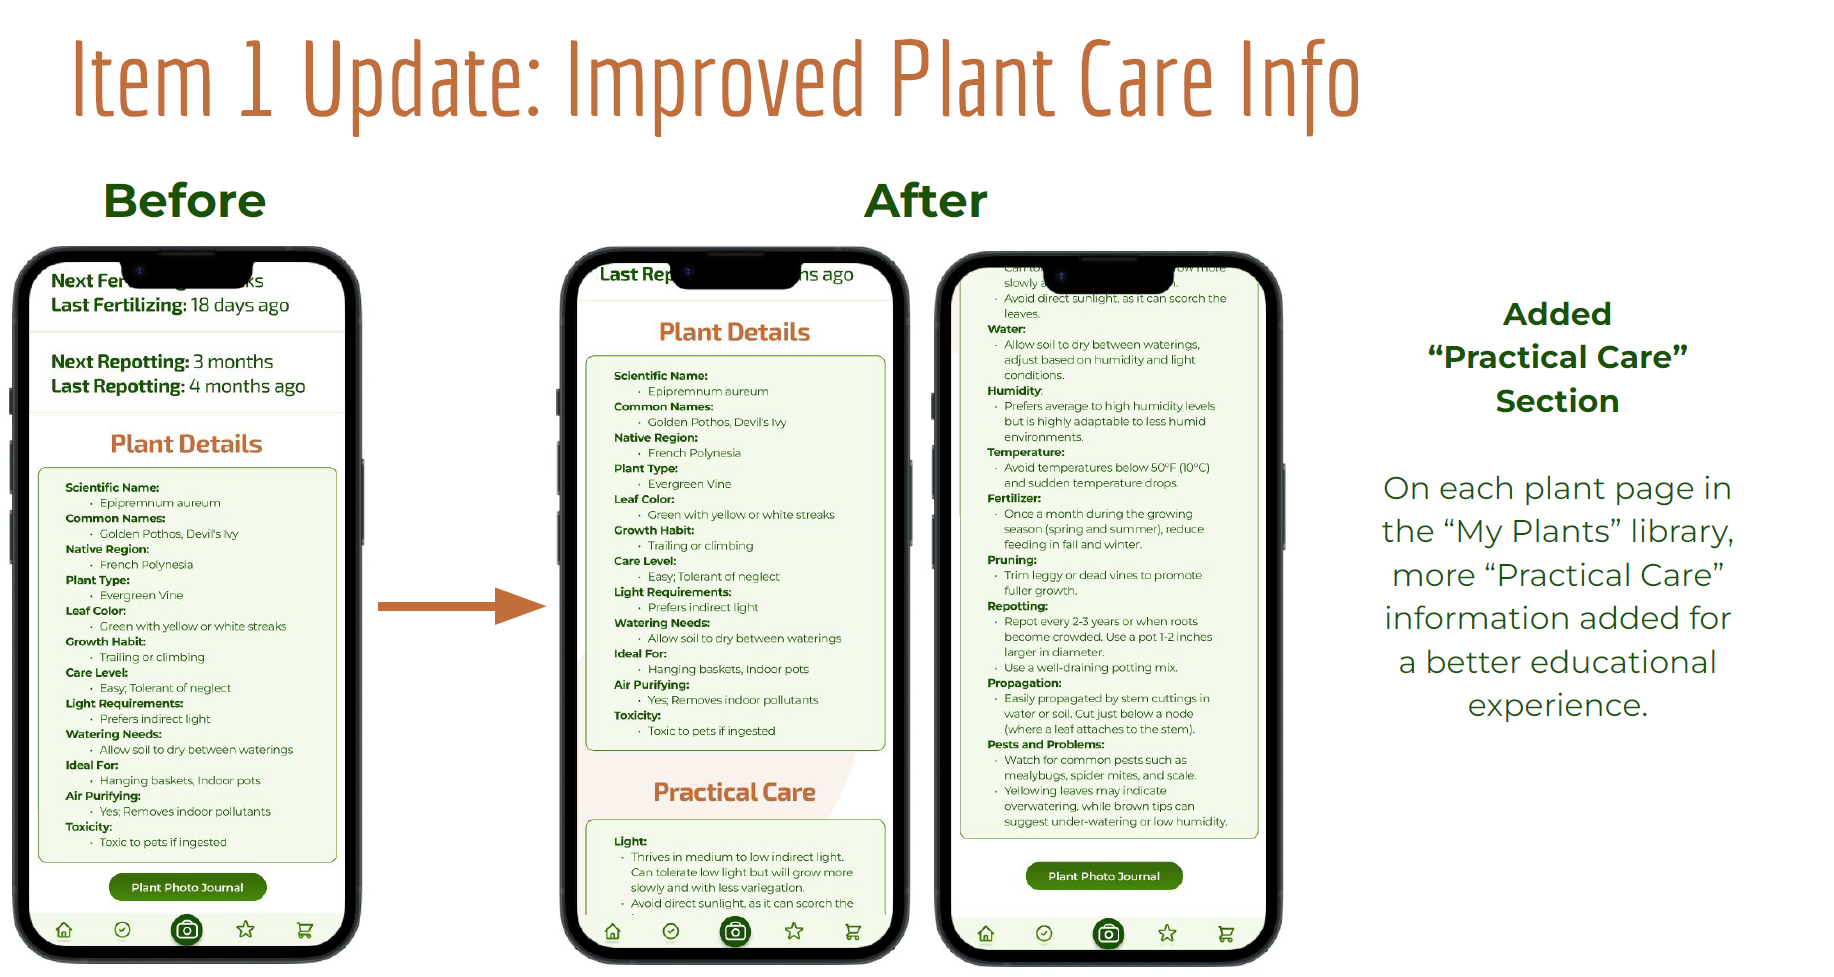 Item 1 Update: Improved Plant Care Info
Before
After
Next Fer
ks
Last Fertilizing: 18 days ago
Next Repotting: 3 months
Last Repotting: 4 months ago
Plant Details
Scientific Name:
· Epipremnum aureum
Common Names:
· Golden Pothos, Devil's Ivy
Native Region:
· French Polynesia
Plant Type:
· Evergreen Vine
Leaf Color:
· Green with yellow or white streaks
Growth Habit:
· Trailing or climbing
Care Level:
· Easy; Tolerant of neglect
Light Requirements:
· Prefers indirect light
Watering Needs:
· Allow soil to dry between waterings
Ideal For:
· Hanging baskets, Indoor pots
Air Purifying:
· Yes; Removes indoor pollutants
Toxicity:
· Toxic to pets if ingested
Plant Photo Journal
Last Rep
ns ago
Plant Details
Scientific Name:
· Epipremnum aureum
Common Names:
· Golden Pothos, Devil's Ivy
Native Region:
· French Polynesia
Plant Type:
· Evergreen Vine
Leaf Color:
· Green with yellow or white streaks
Growth Habit:
· Trailing or climbing
Care Level:
· Easy; Tolerant of neglect
Light Requirements:
· Prefers indirect light
Watering Needs:
· Allow soil to dry between waterings
Ideal For:
· Hanging baskets, Indoor pots
Air Purifying:
· Yes; Removes indoor pollutants
Toxicity:
· Toxic to pets if ingested
Practical Care
Light:
· Thrives in medium to low indirect light.
Can tolerate low light but will grow more
slowly and with less variegation.
· Avoid direct sunlight, as it can scorch the
slowly
· Avoid direct sunlight, as it can scorch the
leaves.
Water:
· Allow soil to dry between waterings,
adjust based on humidity and light
conditions.
Humidity:
· Prefers average to high humidity levels
but is highly adaptable to less humid
environments.
Temperature:
· Avoid temperatures below 50°F (10°C)
and sudden temperature drops.
Fertilizer:
· Once a month during the growing
season (spring and summer), reduce
feeding in fall and winter.
Pruning:
· Trim leggy or dead vines to promote
fuller growth.
Repotting:
· Repot every 2-3 years or when roots
become crowded. Use a pot 1-2 inches
larger in diameter.
· Use a well-draining potting mix.
Propagation:
· Easily propagated by stem cuttings in
water or soil. Cut just below a node
(where a leaf attaches to the stem).
Pests and Problems:
· Watch for common pests such as
mealybugs, spider mites, and scale.
· Yellowing leaves may indicate
overwatering, while brown tips can
suggest under-watering or low humidity.
Plant Photo Journal
Added
“Practical Care”
Section
On each plant page in
the “My Plants” library,
more “Practical Care”
information added for
a better educational
experience.